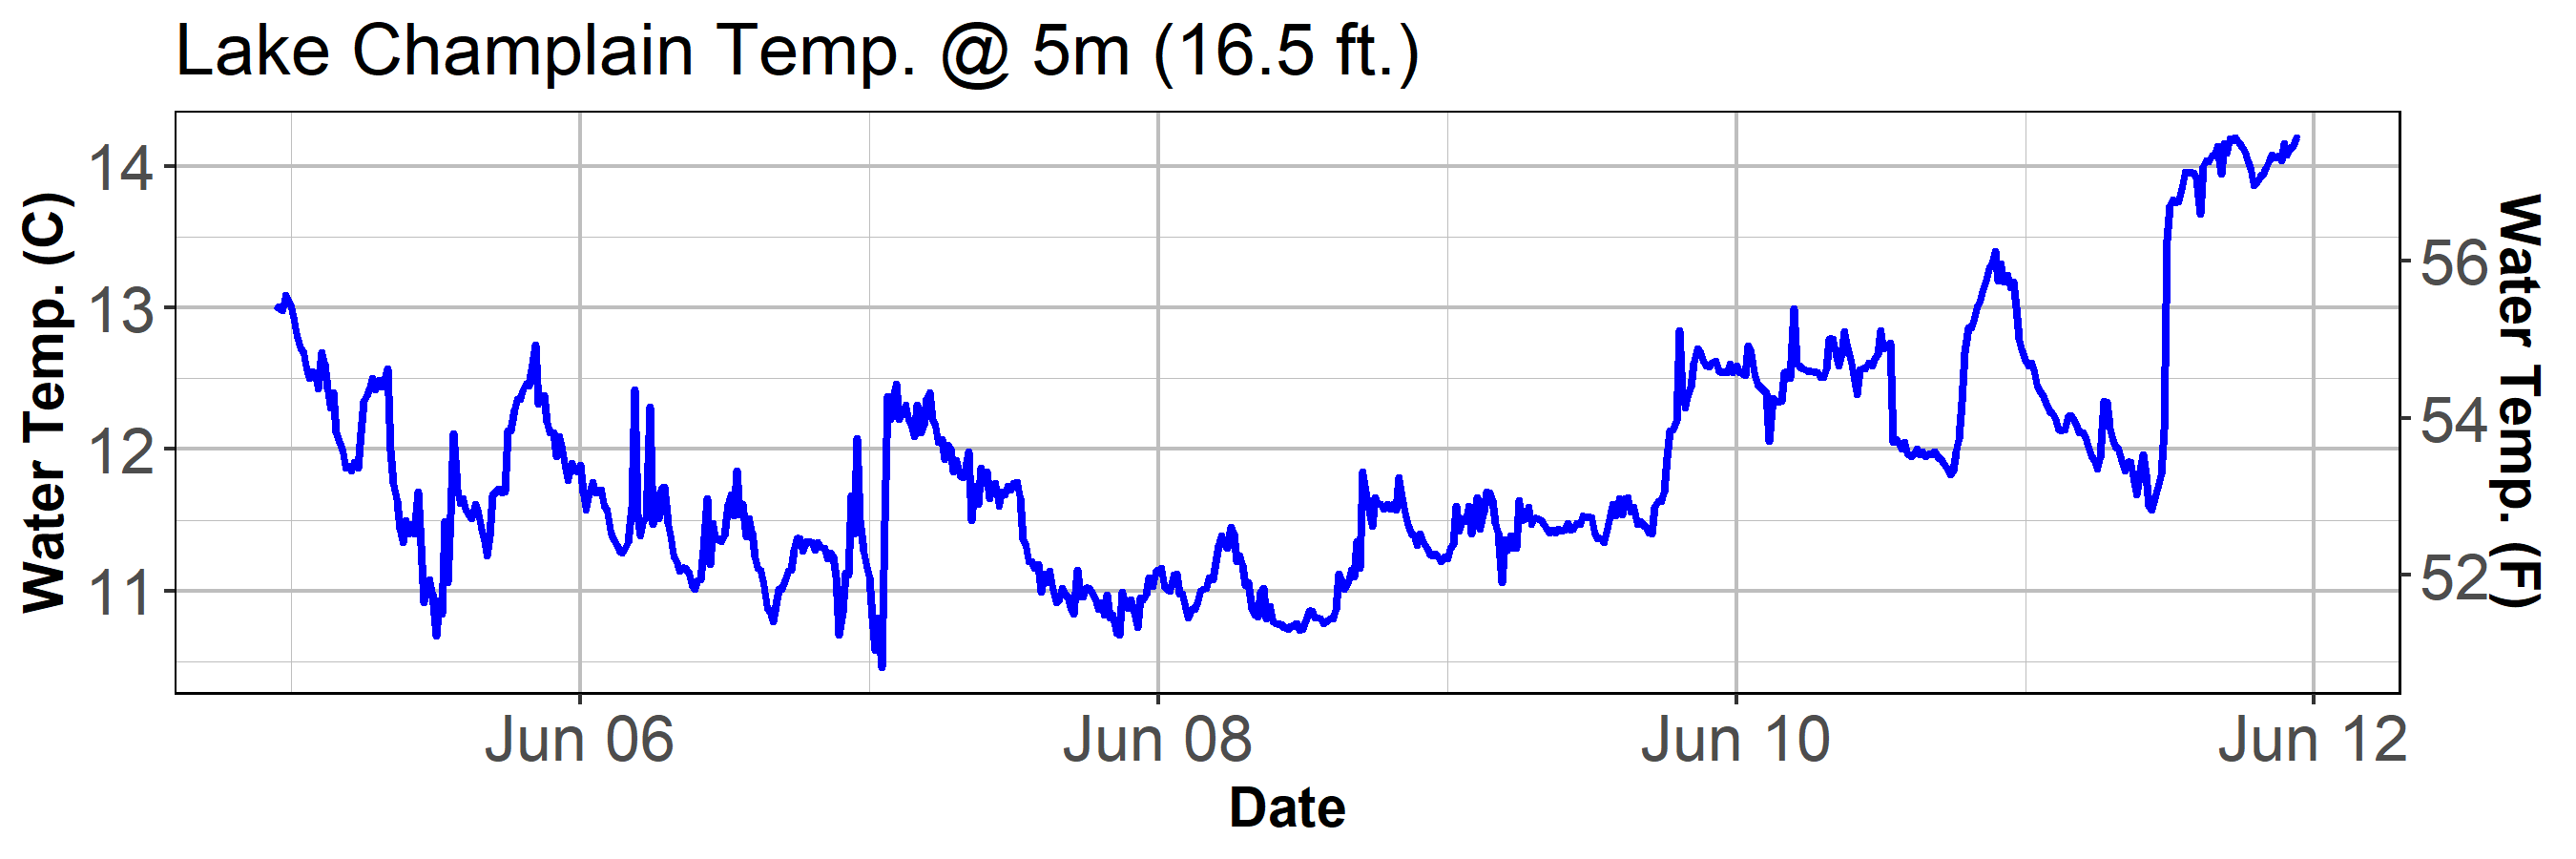 Lake Champlain Temp. @ 5m (16.5 ft.)
Water Temp. (C)
14
13
12
11
56
54
52
Water Temp. (F)
Jun 06 Jun 08 Jun 10 Jun 12
Date